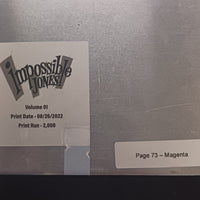 Impossible
JONES!
Volume 01
Print Date - 08/26/2022
Print Run - 2,000
Page 73 – Magenta